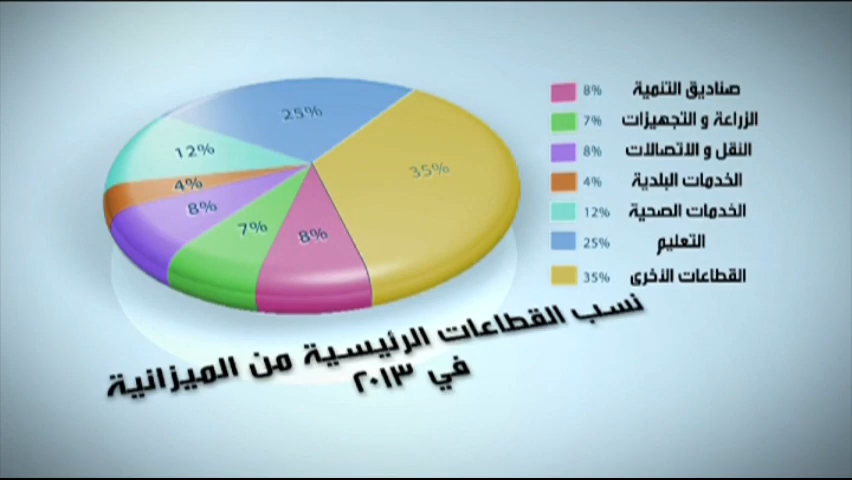 صناديق التنمية 8%
الزراعة و التجهيزات 7%
النقل و الاتصالات 8%
الخدمات البلدية 4%
الخدمات الصحية 12%
التعليم 25%
القطاعات الأخرى 35%
25%
35%
12%
4%
8%
7%
8%
نسب القطاعات الرئيسية من الميزانية
في ٢٠١٣